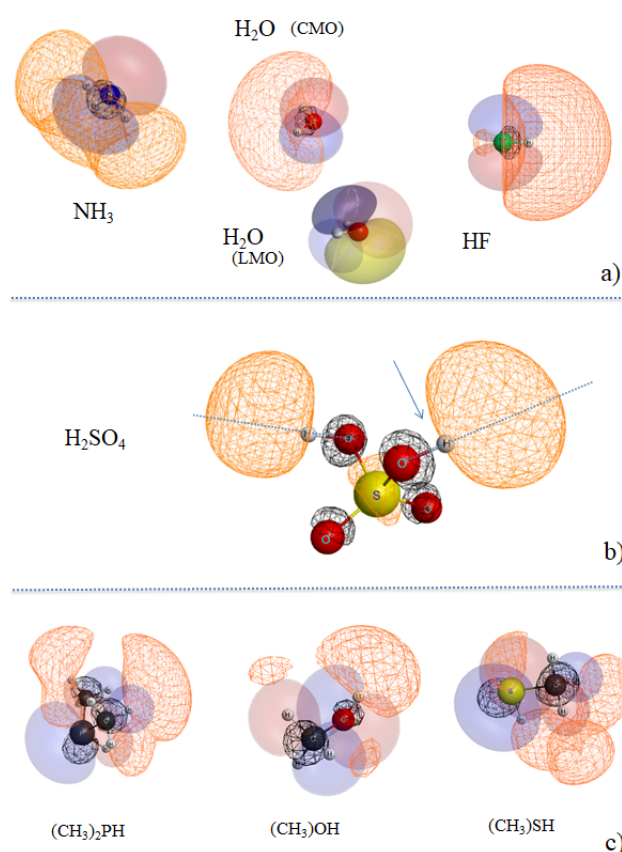 H₂O (CMO)
NH₃
H₂O
(LMO)
HF
a)
H₂SO₄
H
O
O
H
S
O
O
b)
S
(CH₃)₂PH
(CH₃)OH
(CH₃)SH
c)